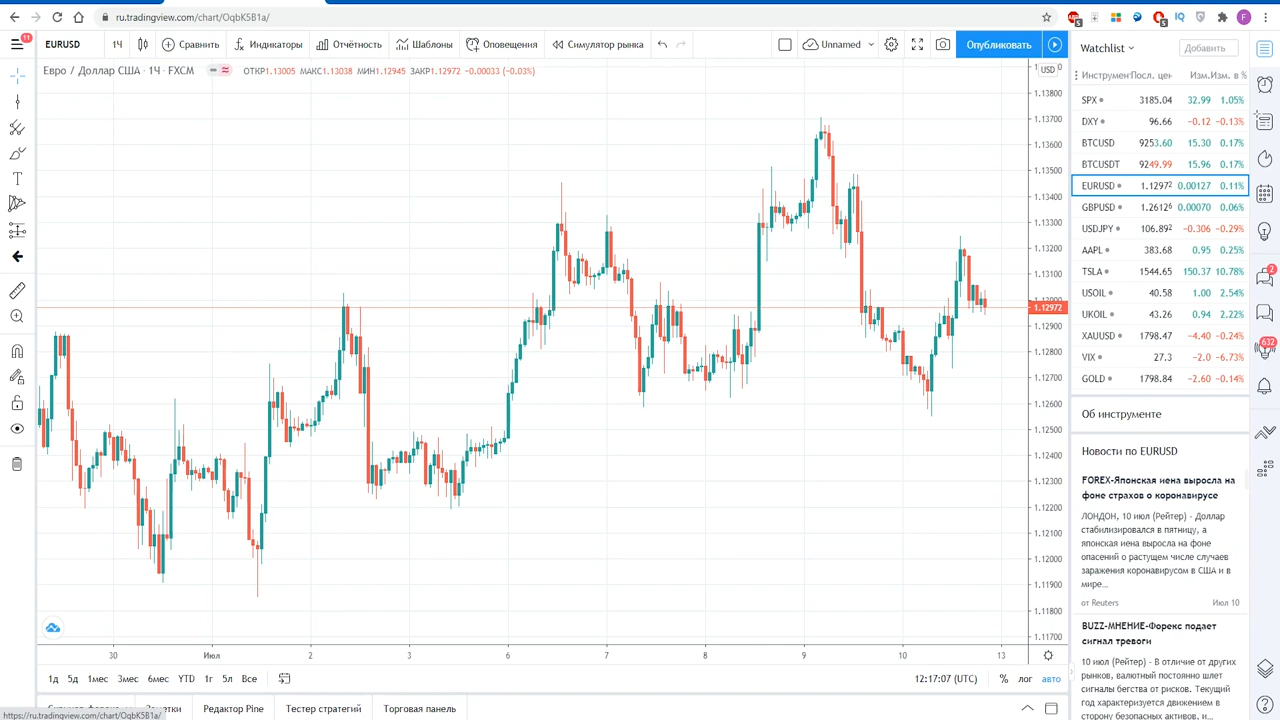 ru.tradingview.com/chart/OqbK5B1a/
11
EURUSD
1Ч
Сравнить
Индикаторы
Отчётность
Шаблоны
Оповещения
Симулятор рынка
Unnamed
Опубликовать
Watchlist
Добавить
Евро / Доллар США · 1Ч · FXCM
ОТКР1.13005 МАКС1.13038 МИН1.12945 ЗАКР1.12972 −0.00033 (−0.03%)
USD
1.13800
1.13700
1.13600
1.13500
1.13400
1.13300
1.13200
1.13100
1.12972
1.12900
1.12800
1.12700
1.12600
1.12500
1.12400
1.12300
1.12200
1.12100
1.12000
1.11900
1.11800
1.11700
30 Июл 2 3 6 7 8 9 10 13
1д 5д 1мес 3мес 6мес YTD 1г 5л Все
12:17:07 (UTC) % лог авто
https://ru.tradingview.com/chart/OqbK5B1a/
Редактор Pine
Тестер стратегий
Торговая панель
Инструмент Посл. цен Изм. Изм. в %
SPX 3185.04 32.99 1.05%
DXY 96.66 −0.12 −0.13%
BTCUSD 9253.60 15.30 0.17%
BTCUSDT 9249.99 15.96 0.17%
EURUSD 1.12972 0.00127 0.11%
GBPUSD 1.26126 0.00070 0.06%
USDJPY 106.892 −0.306 −0.29%
AAPL 383.68 0.95 0.25%
TSLA 1544.65 150.37 10.78%
USOIL 40.58 1.00 2.54%
UKOIL 43.26 0.94 2.22%
XAUUSD 1798.47 −4.40 −0.24%
VIX 27.3 −2.0 −6.73%
GOLD 1798.84 −2.60 −0.14%
Об инструменте
Новости по EURUSD
FOREX-Японская иена выросла на
фоне страхов о коронавирусе
ЛОНДОН, 10 июл (Рейтер) - Доллар
стабилизировался в пятницу, а
японская иена выросла на фоне
опасений о растущем числе случаев
заражения коронавирусом в США и в
мире...
от Reuters Июл 10
BUZZ-МНЕНИЕ-Форекс подает
сигнал тревоги
10 июл (Рейтер) - В отличие от других
рынков, валютный постоянно шлет
сигналы бегства от рисков. Текущий
год характеризуется движением в
сторону безопасных активов, и
2
632